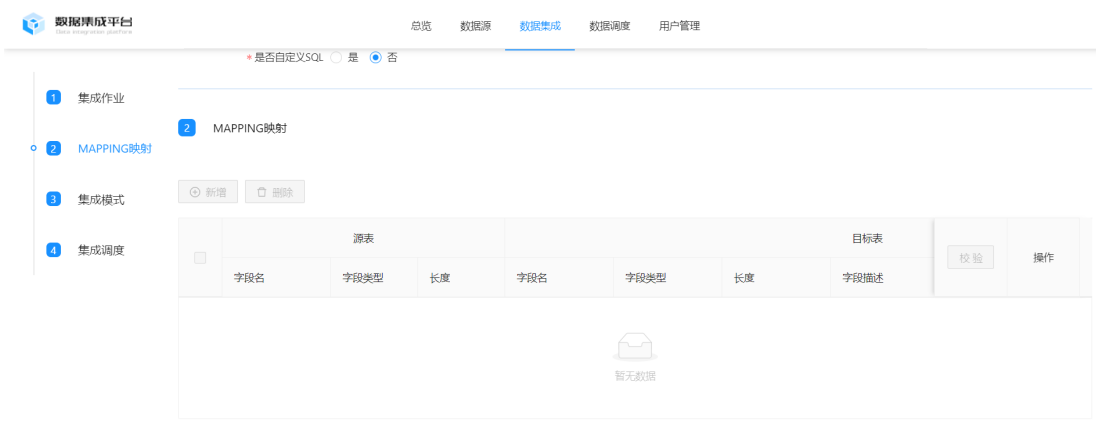 数据集成平台
Data integration platform
总览 数据源 数据集成 数据调度 用户管理
* 是否自定义SQL 是 否
1 集成作业
2 MAPPING映射
3 集成模式
4 集成调度
2 MAPPING映射
新增 删除
源表 目标表 校验 操作
字段名 字段类型 长度 字段名 字段类型 长度 字段描述
暂无数据